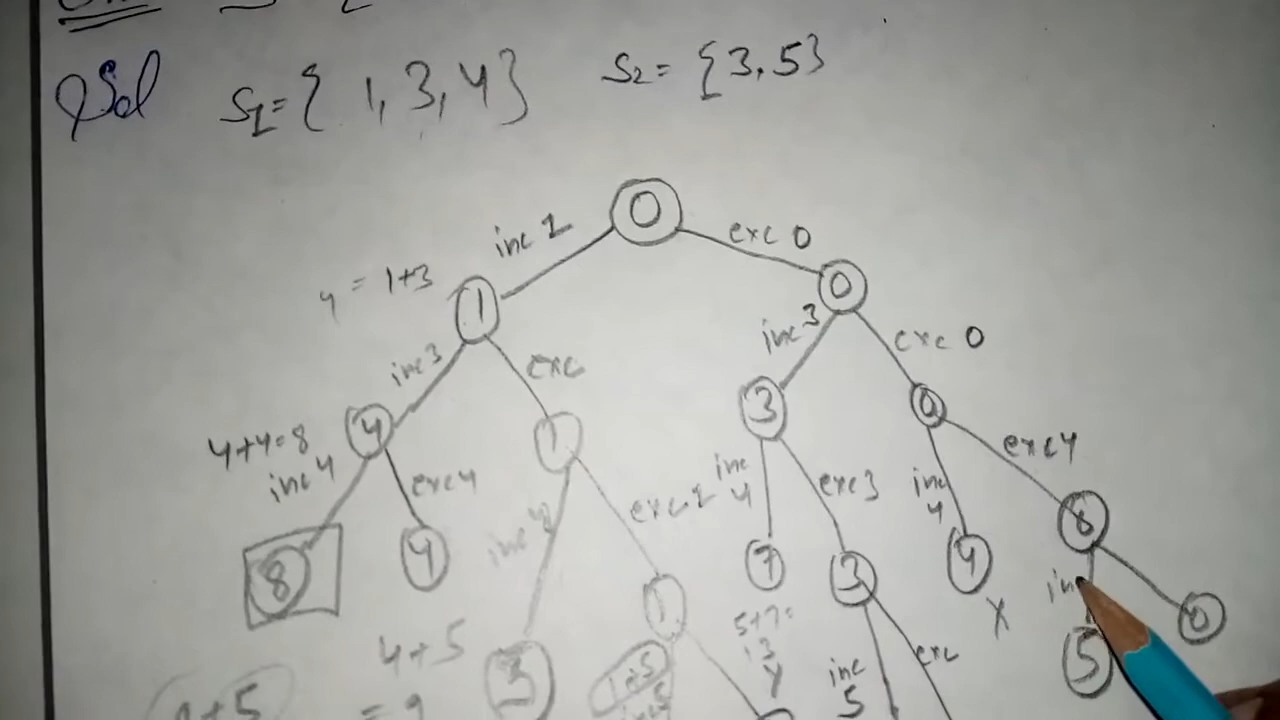 Sol S1 = { 1, 3, 4 } S2 = { 3, 5 }
0
inc 1 exc 0
4 = 1+3 1 0
inc 3 exc inc 3 exc 0
4 1 3 0
4+4=8
inc 4 exc 4 inc 4 exc 3 inc 4 exc 4
8 4 7 3 4 8
1 X inc 0
5+7=
13
4+5 3 inc 5 exc 5
= 9